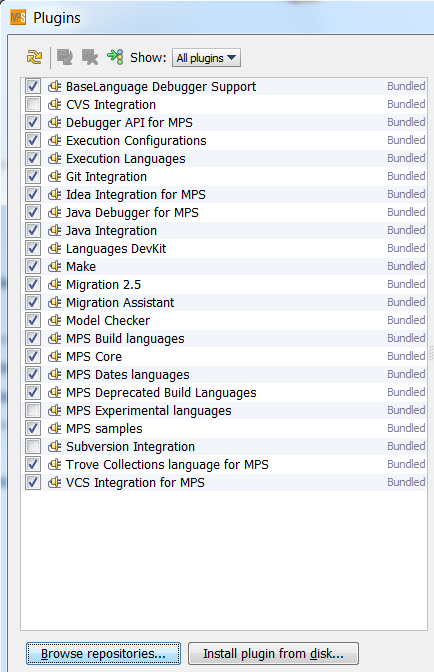 MPS Plugins
Show: All plugins
BaseLanguage Debugger Support Bundled
CVS Integration Bundled
Debugger API for MPS Bundled
Execution Configurations Bundled
Execution Languages Bundled
Git Integration Bundled
Idea Integration for MPS Bundled
Java Debugger for MPS Bundled
Java Integration Bundled
Languages DevKit Bundled
Make Bundled
Migration 2.5 Bundled
Migration Assistant Bundled
Model Checker Bundled
MPS Build languages Bundled
MPS Core Bundled
MPS Dates languages Bundled
MPS Deprecated Build Languages Bundled
MPS Experimental languages Bundled
MPS samples Bundled
Subversion Integration Bundled
Trove Collections language for MPS Bundled
VCS Integration for MPS Bundled
Browse repositories... Install plugin from disk...